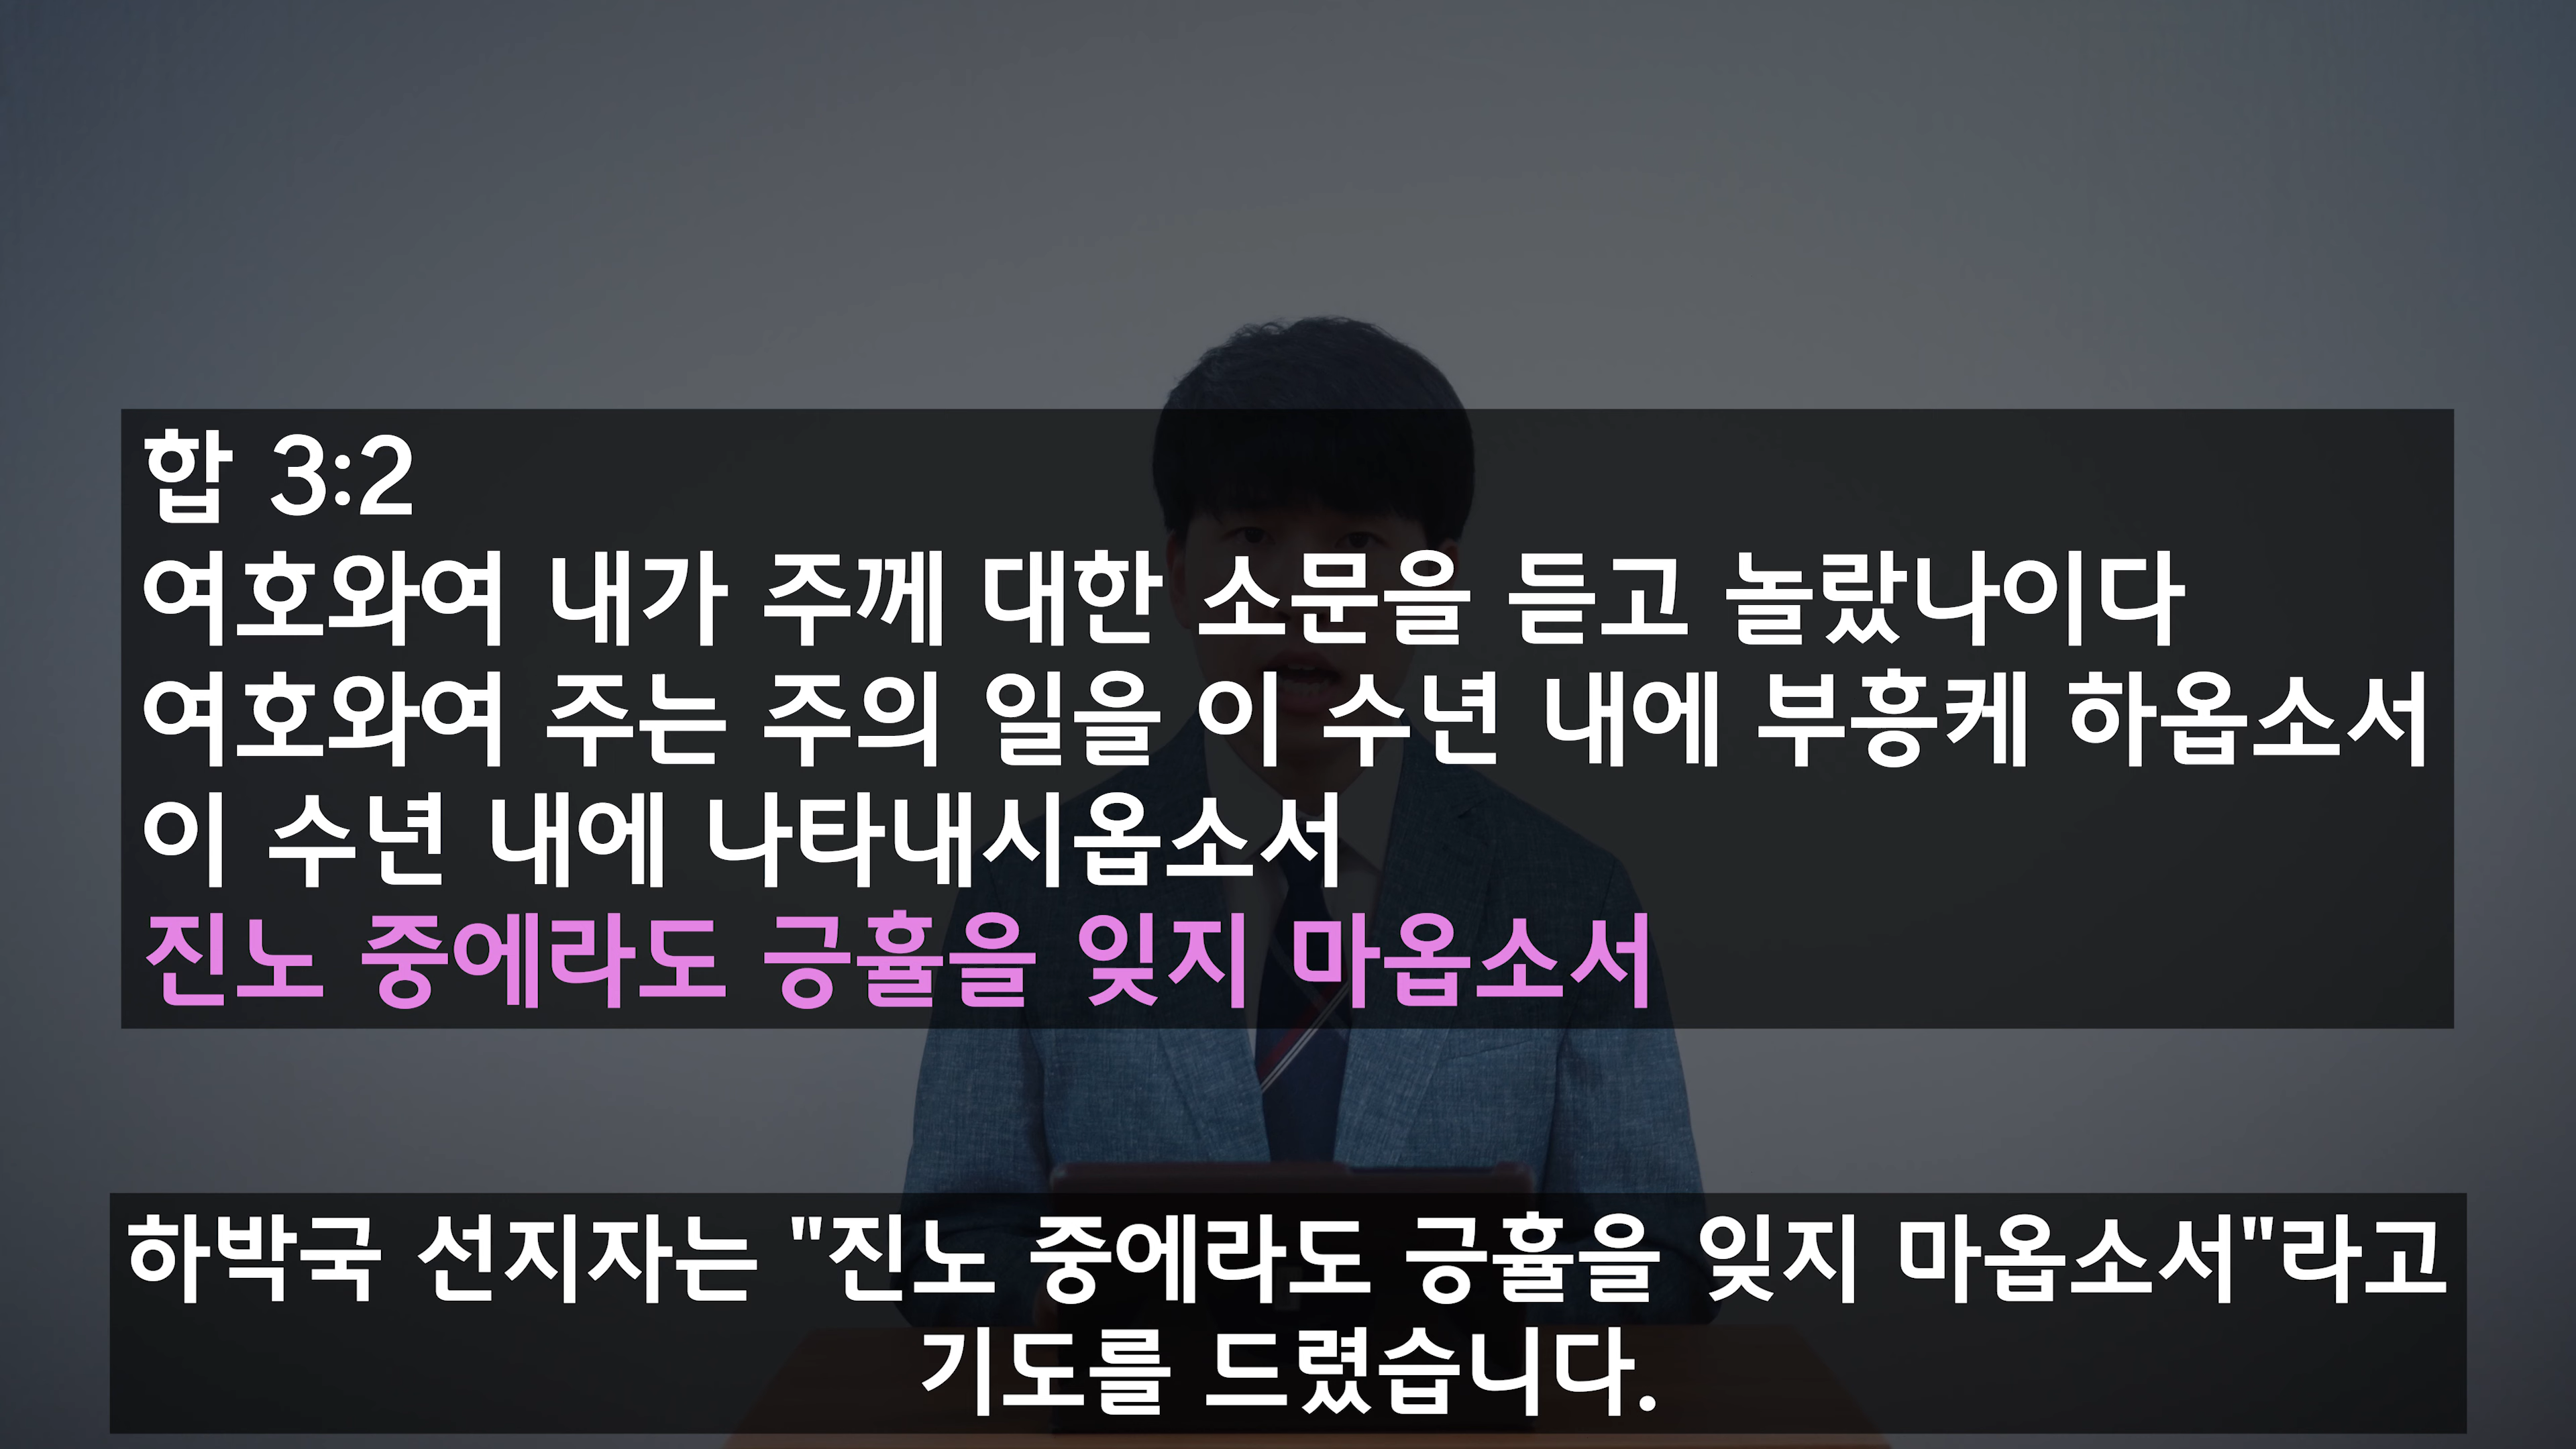 합 3:2
여호와여 내가 주께 대한 소문을 듣고 놀랐나이다
여호와여 주는 주의 일을 이 수년 내에 부흥케 하옵소서
이 수년 내에 나타내시옵소서
진노 중에라도 긍휼을 잊지 마옵소서
하박국 선지자는 "진노 중에라도 긍휼을 잊지 마옵소서"라고
기도를 드렸습니다.